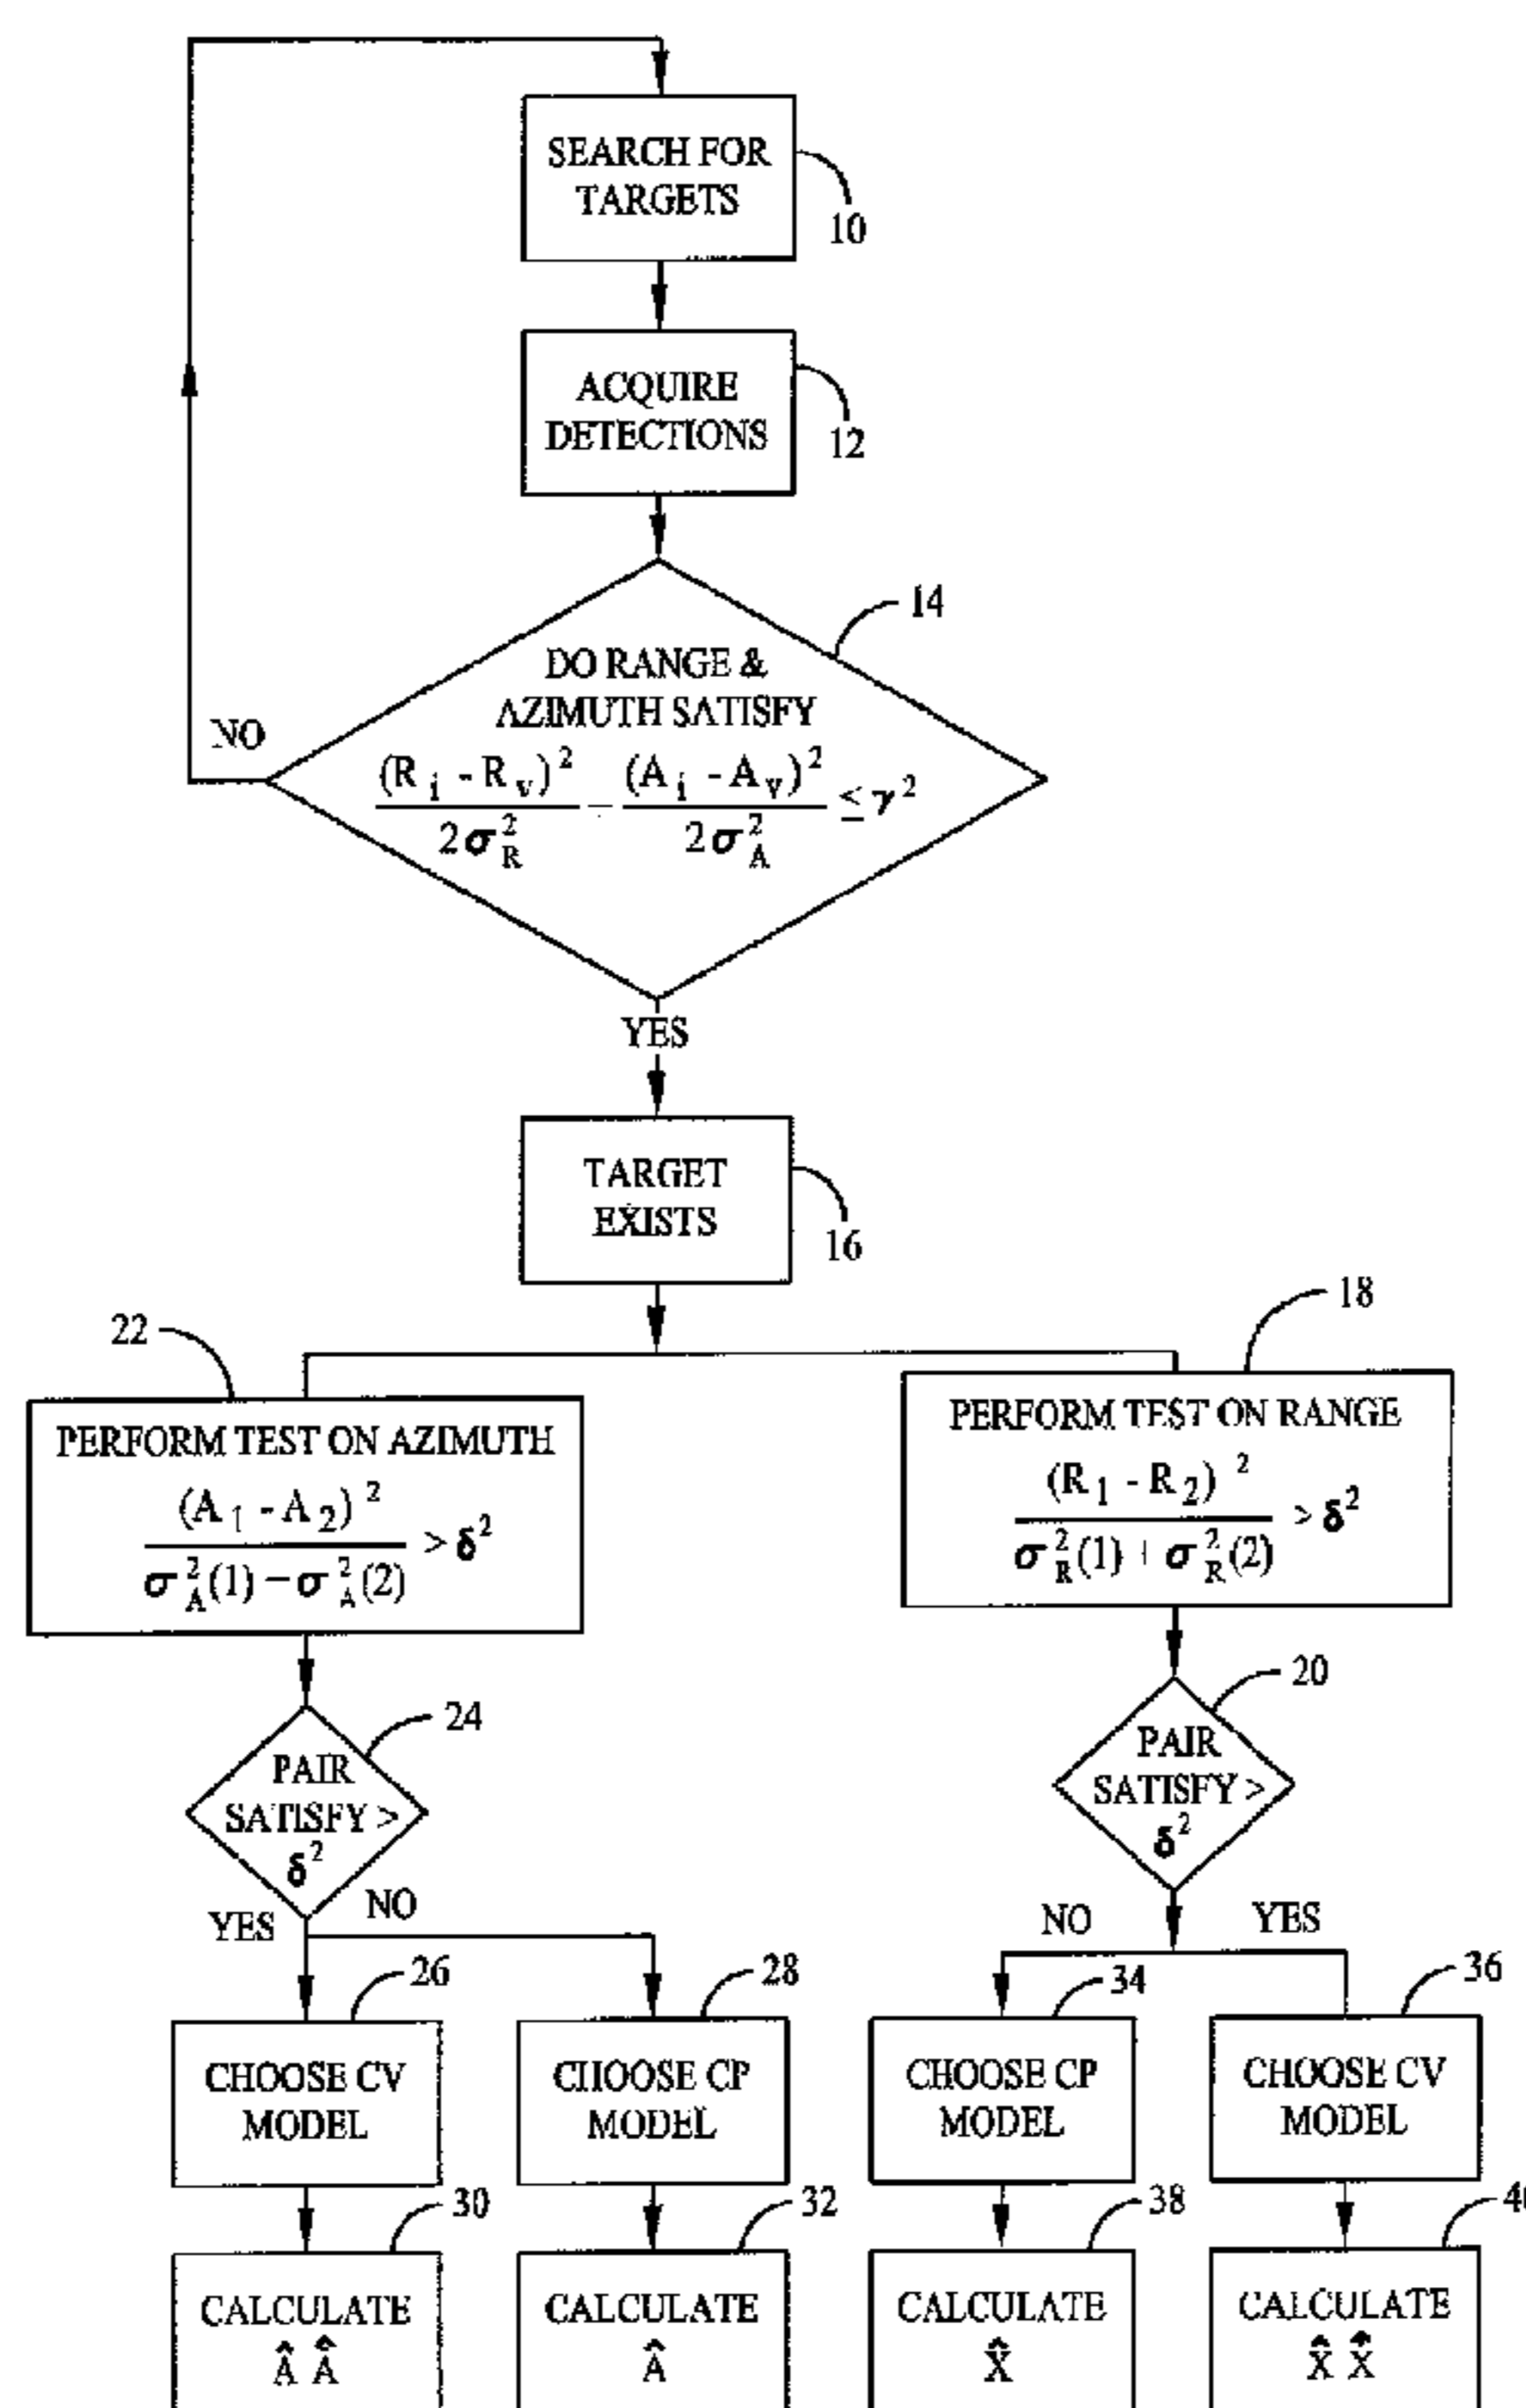 SEARCH FOR
TARGETS
10
ACQUIRE
DETECTIONS
12
14
DO RANGE &
AZIMUTH SATISFY
(R i - R v)² / 2σ²R − (A i - A v)² / 2σ²A ≤ γ²
NO
YES
TARGET
EXISTS
16
22
18
PERFORM TEST ON AZIMUTH
(A 1 - A 2)² / σ²A(1) − σ²A(2) > δ²
PERFORM TEST ON RANGE
(R 1 - R 2)² / σ²R(1) + σ²R(2) > δ²
24
PAIR
SATISFY >
δ²
20
PAIR
SATISFY >
δ²
YES
NO
NO
YES
26
CHOOSE CV
MODEL
28
CHOOSE CP
MODEL
34
CHOOSE CP
MODEL
36
CHOOSE CV
MODEL
30
CALCULATE
Â Â
32
CALCULATE
Â
38
CALCULATE
X̂
CALCULATE
X̂ X̂